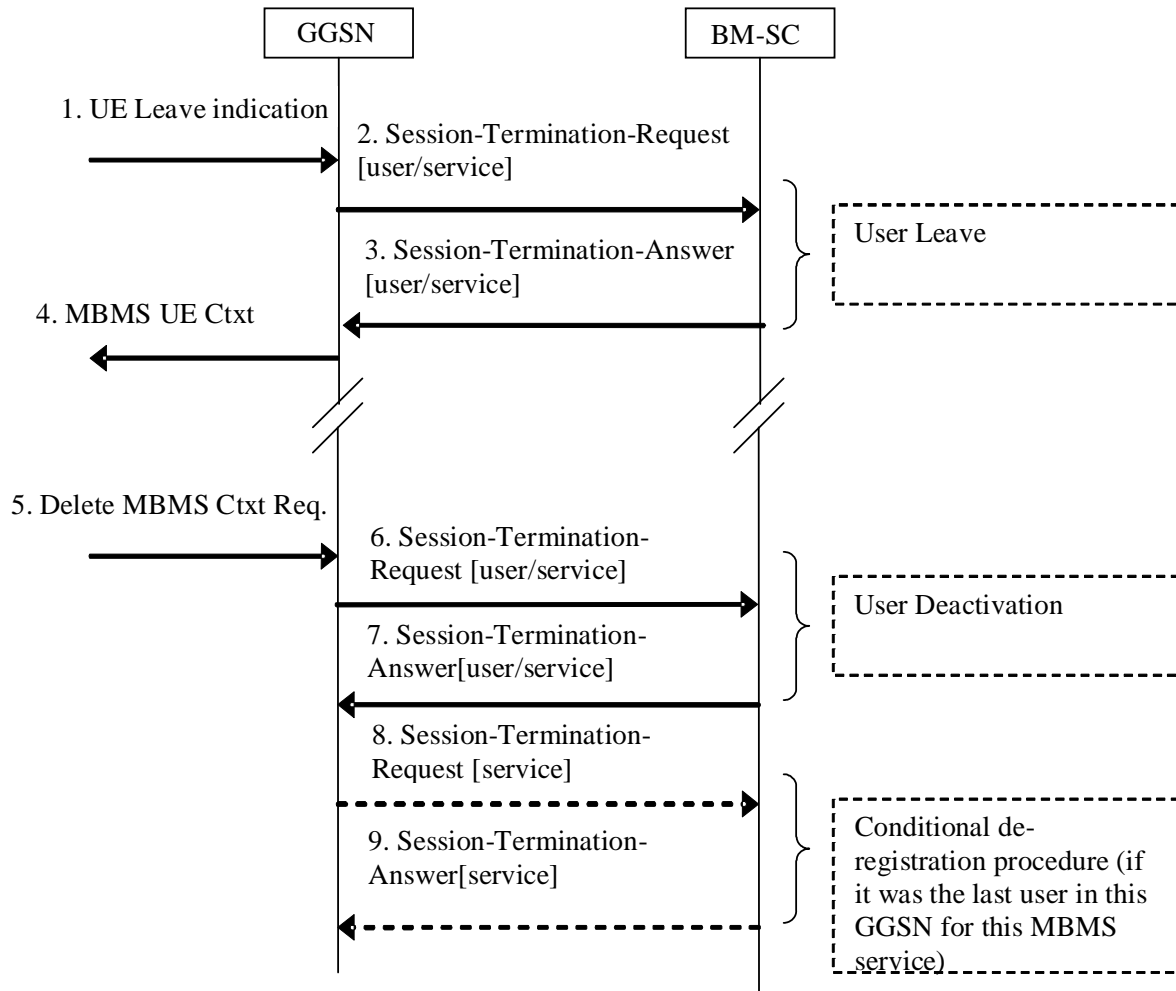 GGSN
BM-SC
1. UE Leave indication
2. Session-Termination-Request
[user/service]
User Leave
3. Session-Termination-Answer
[user/service]
4. MBMS UE Ctxt
5. Delete MBMS Ctxt Req.
6. Session-Termination-
Request [user/service]
User Deactivation
7. Session-Termination-
Answer[user/service]
8. Session-Termination-
Request [service]
9. Session-Termination-
Answer[service]
Conditional de-
registration procedure (if
it was the last user in this
GGSN for this MBMS
service)